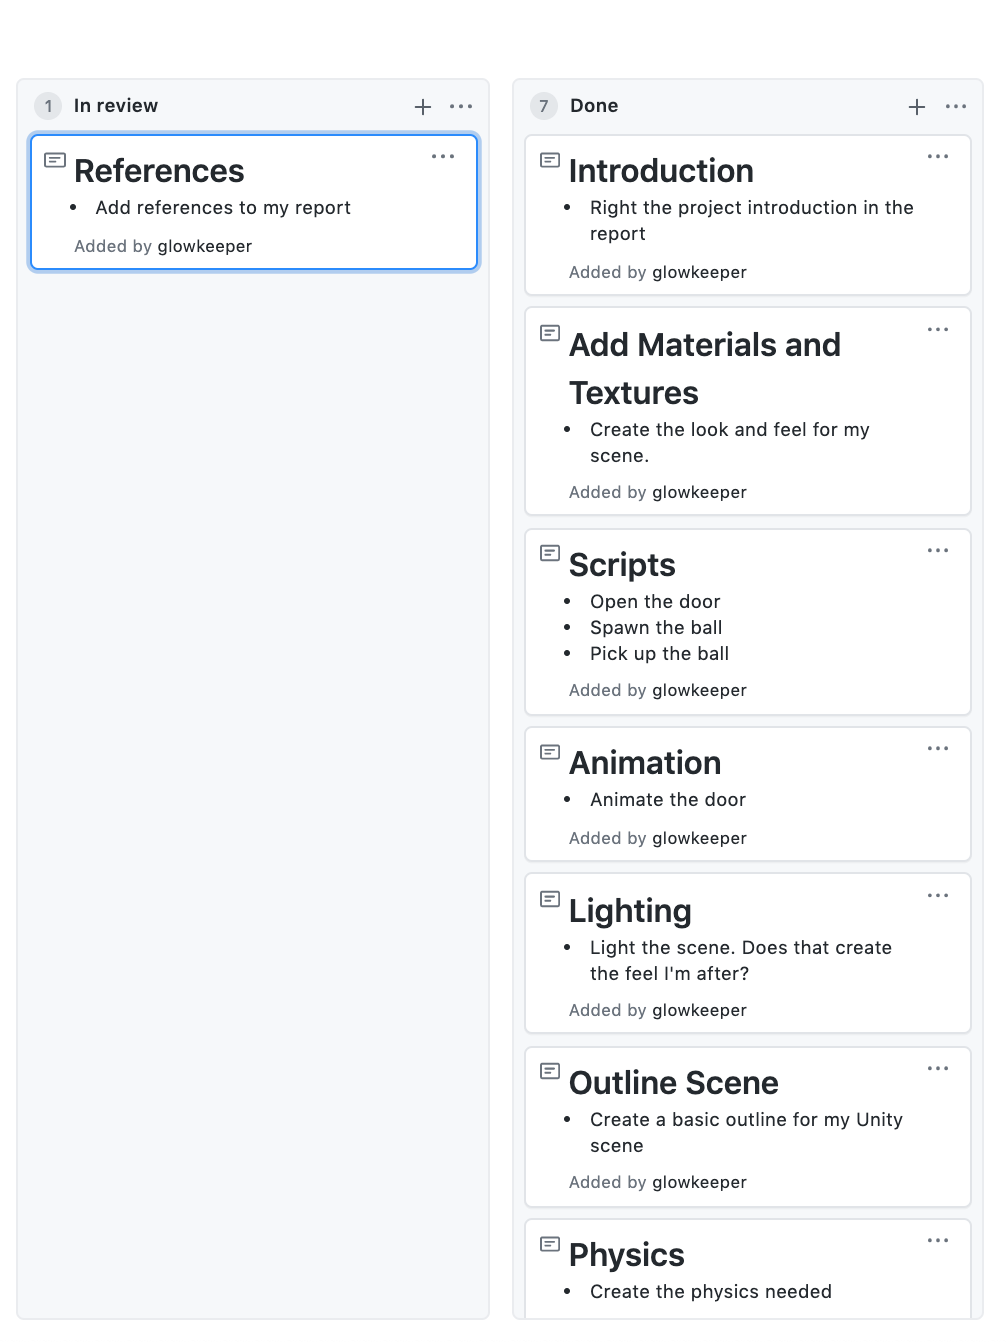 1 In review
References
• Add references to my report
Added by glowkeeper
7 Done
Introduction
• Right the project introduction in the
report
Added by glowkeeper
Add Materials and
Textures
• Create the look and feel for my
scene.
Added by glowkeeper
Scripts
• Open the door
• Spawn the ball
• Pick up the ball
Added by glowkeeper
Animation
• Animate the door
Added by glowkeeper
Lighting
• Light the scene. Does that create
the feel I'm after?
Added by glowkeeper
Outline Scene
• Create a basic outline for my Unity
scene
Added by glowkeeper
Physics
• Create the physics needed